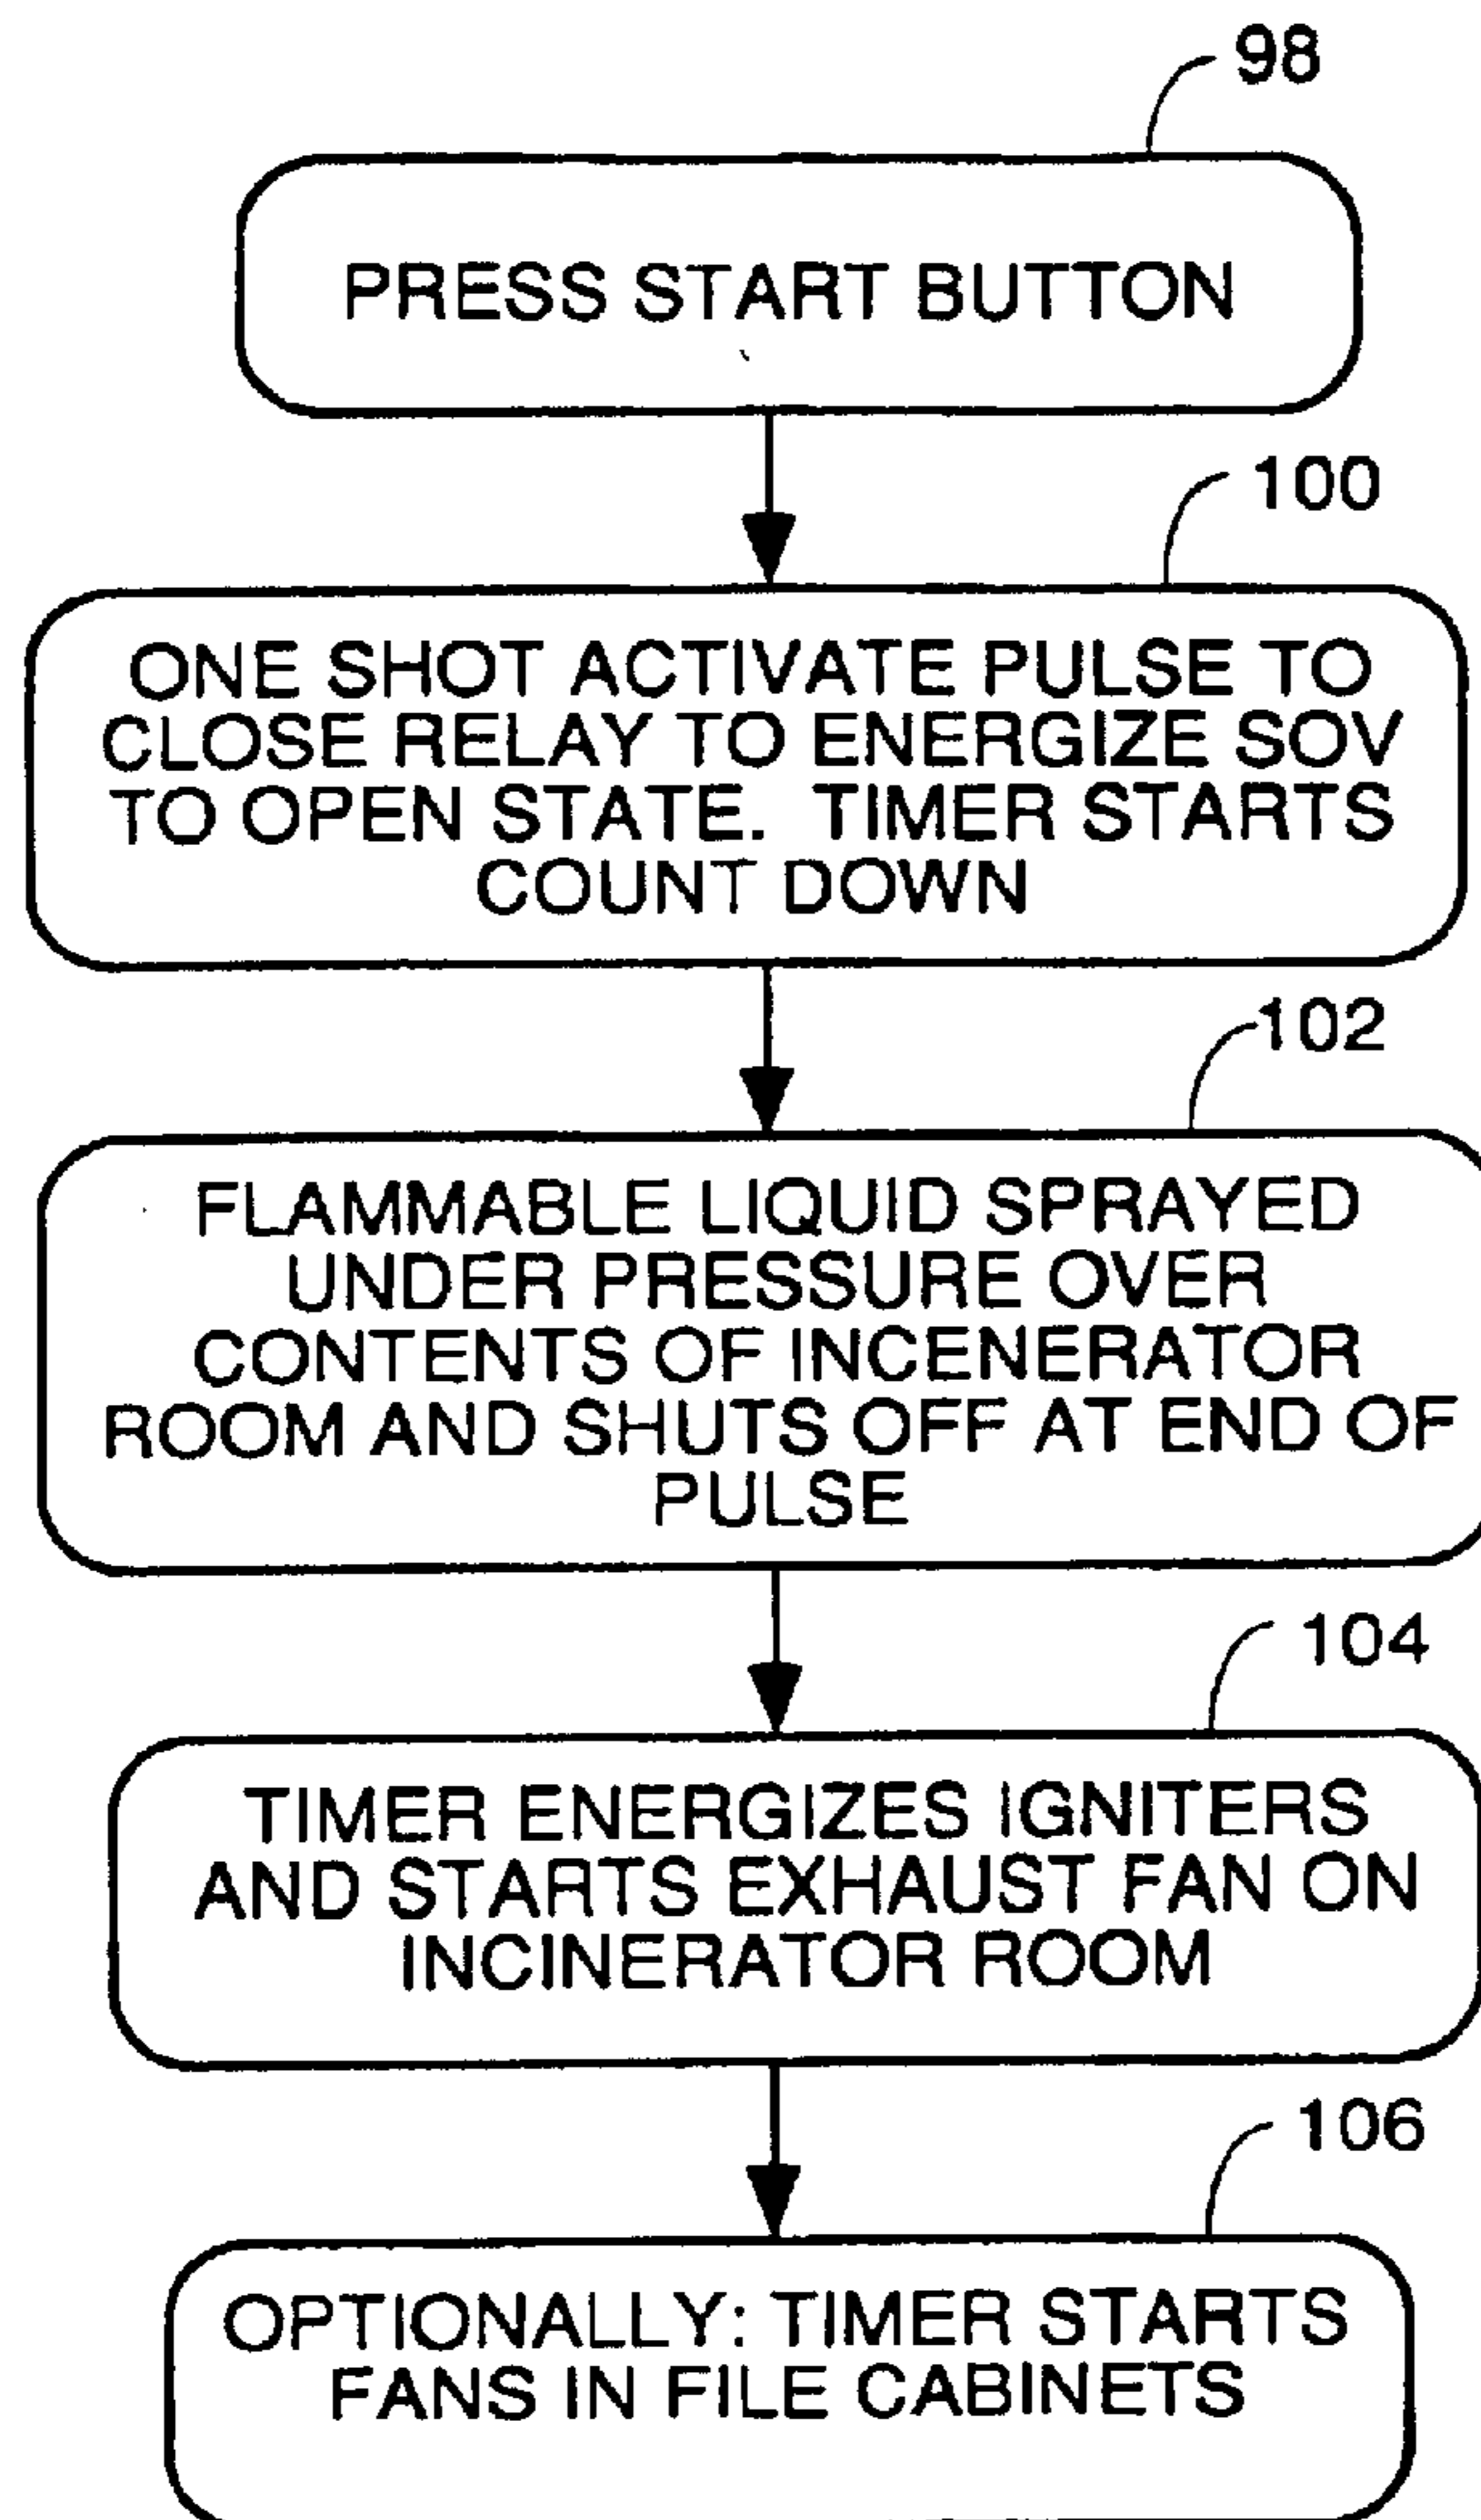 98
PRESS START BUTTON
100
ONE SHOT ACTIVATE PULSE TO
CLOSE RELAY TO ENERGIZE SOV
TO OPEN STATE. TIMER STARTS
COUNT DOWN
102
FLAMMABLE LIQUID SPRAYED
UNDER PRESSURE OVER
CONTENTS OF INCENERATOR
ROOM AND SHUTS OFF AT END OF
PULSE
104
TIMER ENERGIZES IGNITERS
AND STARTS EXHAUST FAN ON
INCINERATOR ROOM
106
OPTIONALLY: TIMER STARTS
FANS IN FILE CABINETS